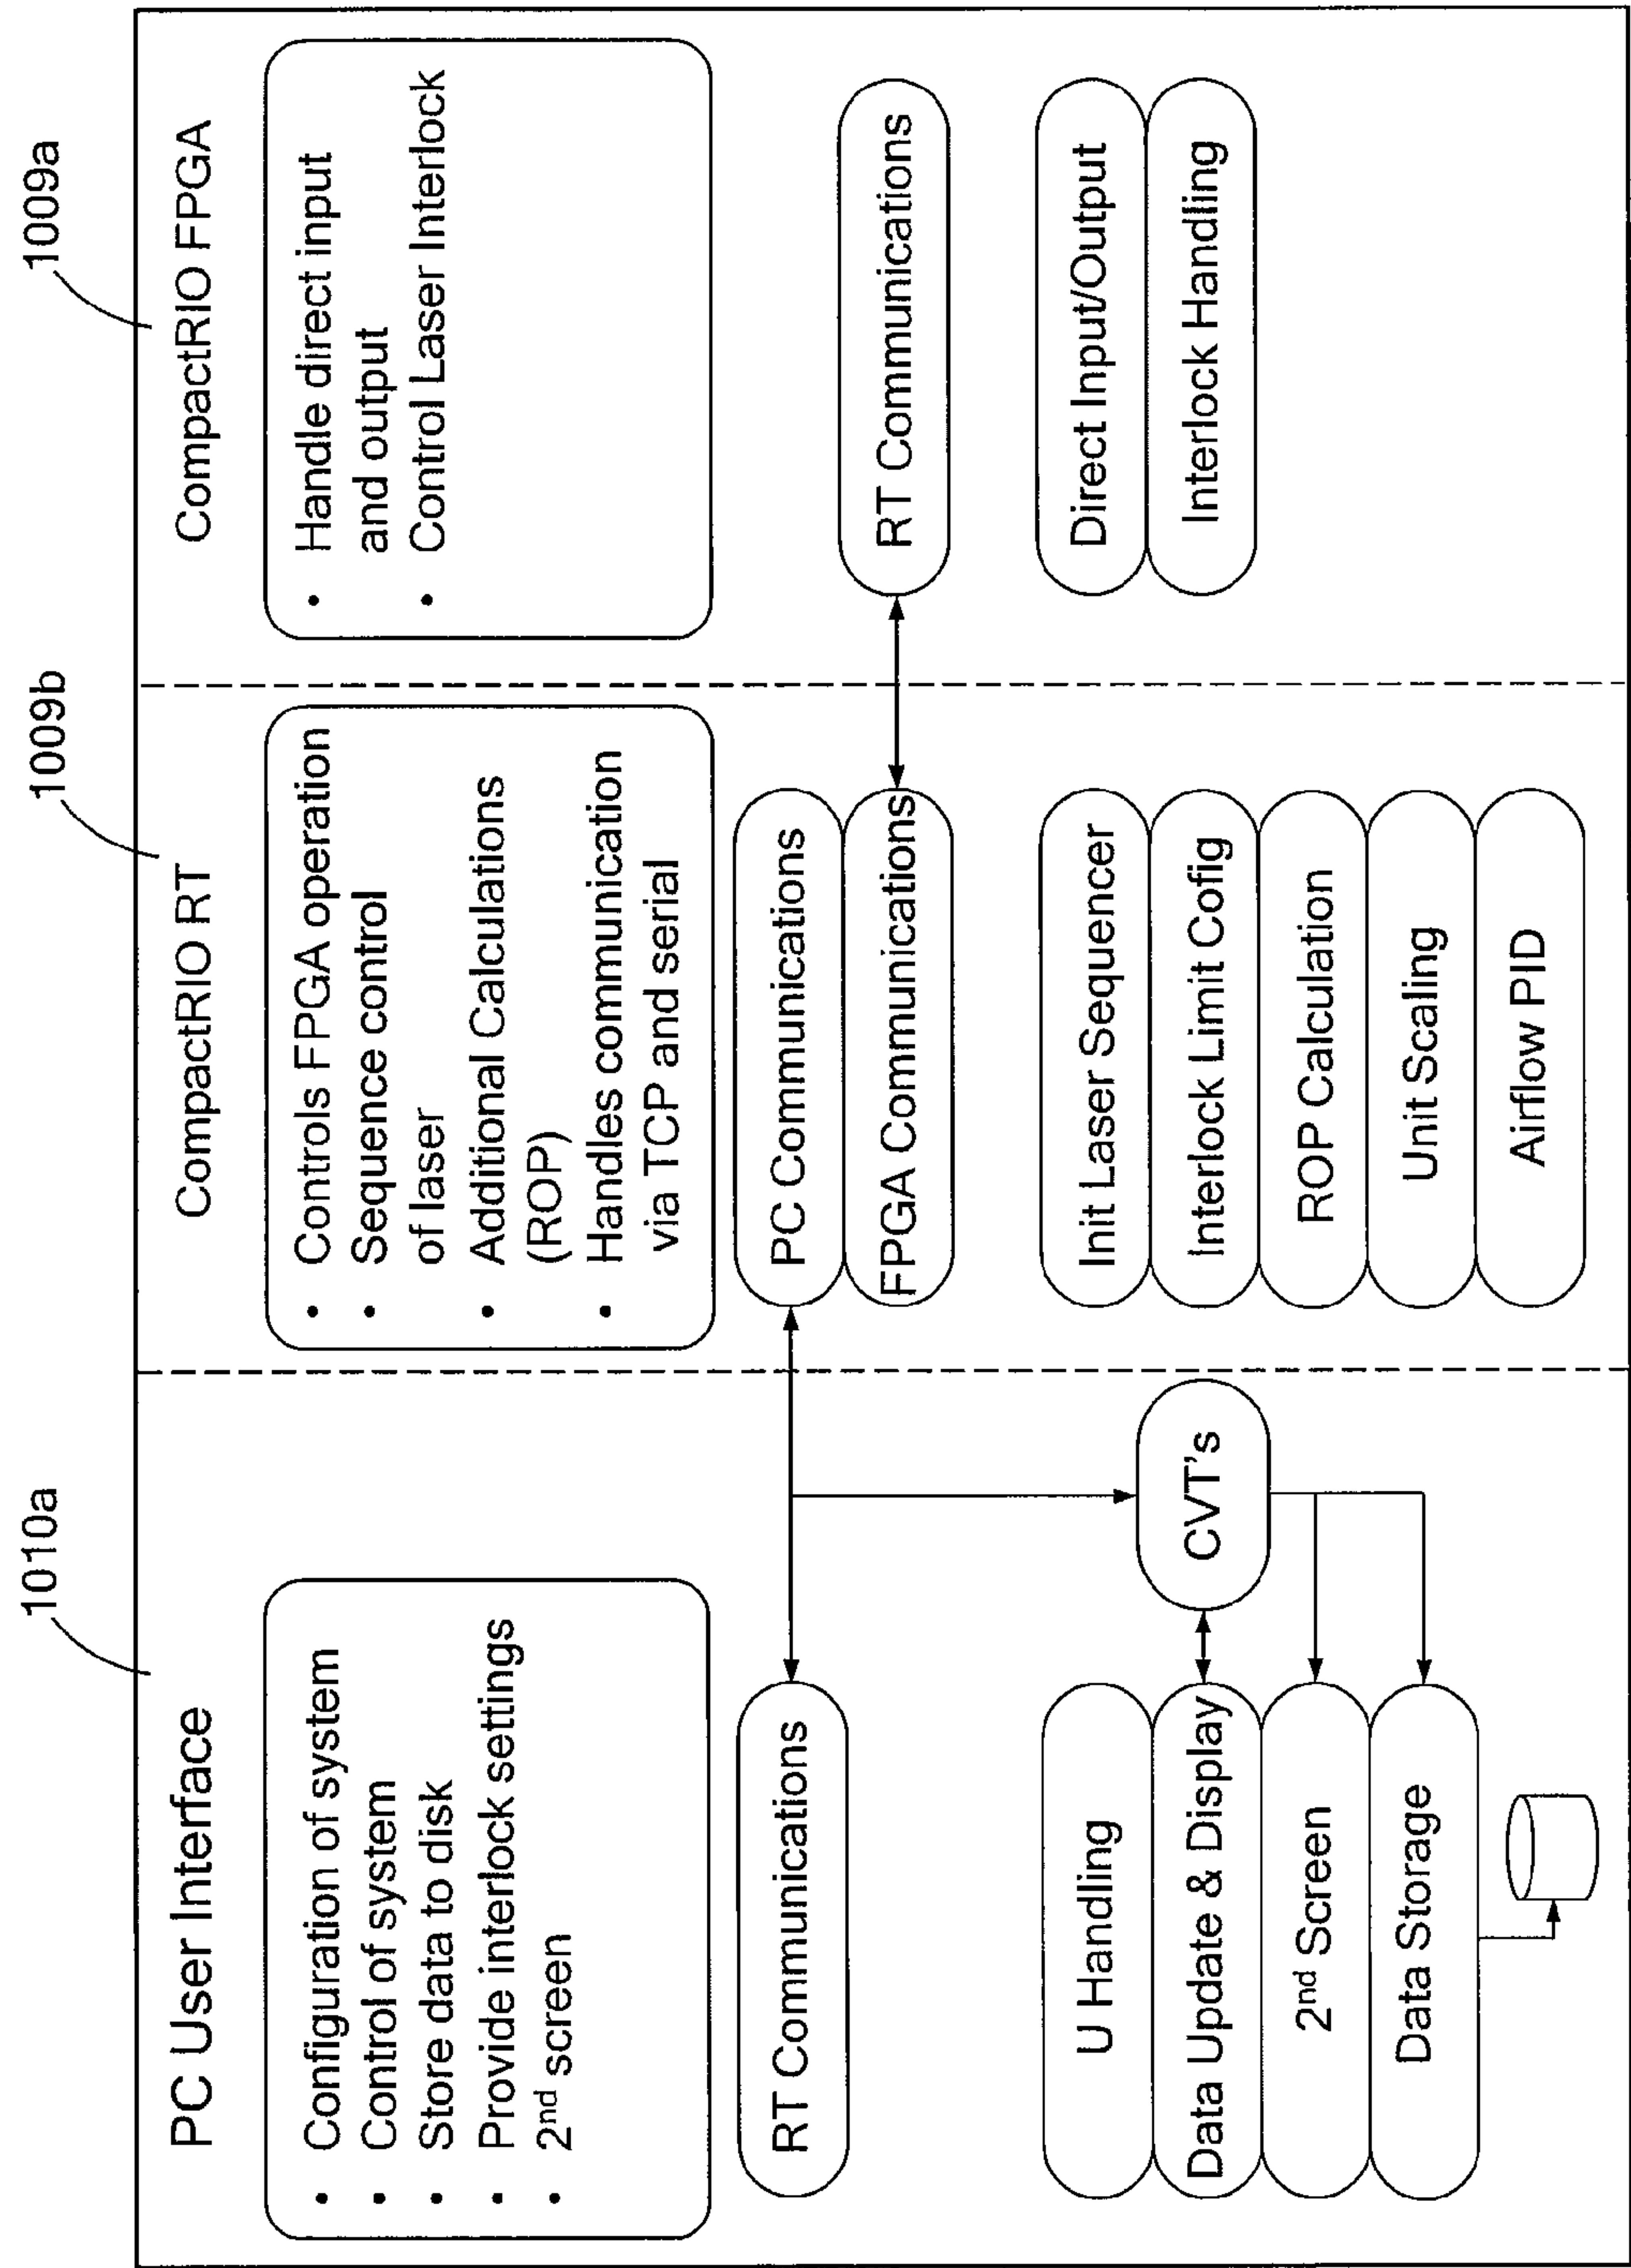 1010a
PC User Interface
• Configuration of system
• Control of system
• Store data to disk
• Provide interlock settings
• 2nd screen
RT Communications
U Handling
Data Update & Display
2nd Screen
Data Storage
CVT's
1009b
CompactRIO RT
• Controls FPGA operation
• Sequence control
of laser
• Additional Calculations
(ROP)
• Handles communication
via TCP and serial
PC Communications
FPGA Communications
Init Laser Sequencer
Interlock Limit Cofig
ROP Calculation
Unit Scaling
Airflow PID
1009a
CompactRIO FPGA
• Handle direct input
and output
• Control Laser Interlock
RT Communications
Direct Input/Output
Interlock Handling